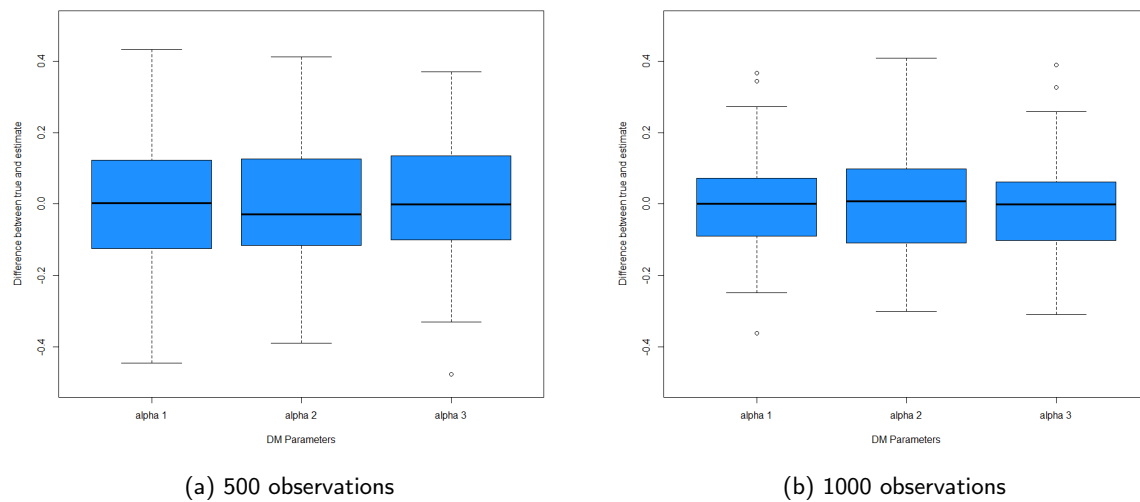 Difference between true and estimate
0.4
0.2
0.0
-0.2
-0.4
alpha 1 alpha 2 alpha 3
DM Parameters
(a) 500 observations
Difference between true and estimate
0.4
0.2
0.0
-0.2
-0.4
alpha 1 alpha 2 alpha 3
DM Parameters
(b) 1000 observations